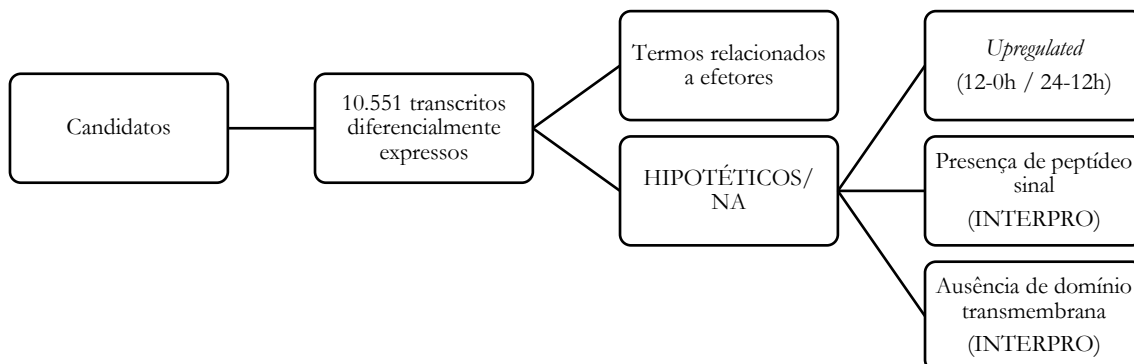 Candidatos
10.551 transcritos
diferencialmente
expressos
Termos relacionados
a efetores
HIPOTÉTICOS/
NA
Upregulated
(12-0h / 24-12h)
Presença de peptídeo
sinal
(INTERPRO)
Ausência de domínio
transmembrana
(INTERPRO)